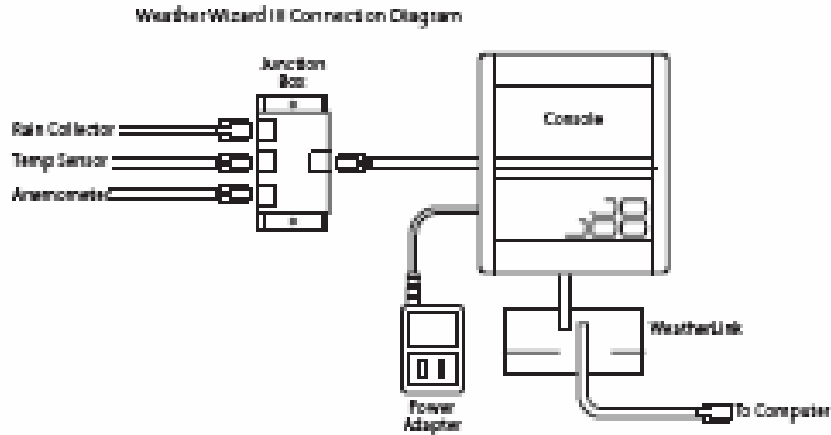 Weather Wizard III Connection Diagram
Junction
Box
Console
Rain Collector
Temp Sensor
Anemometer
WeatherLink
To Computer
Power
Adapter